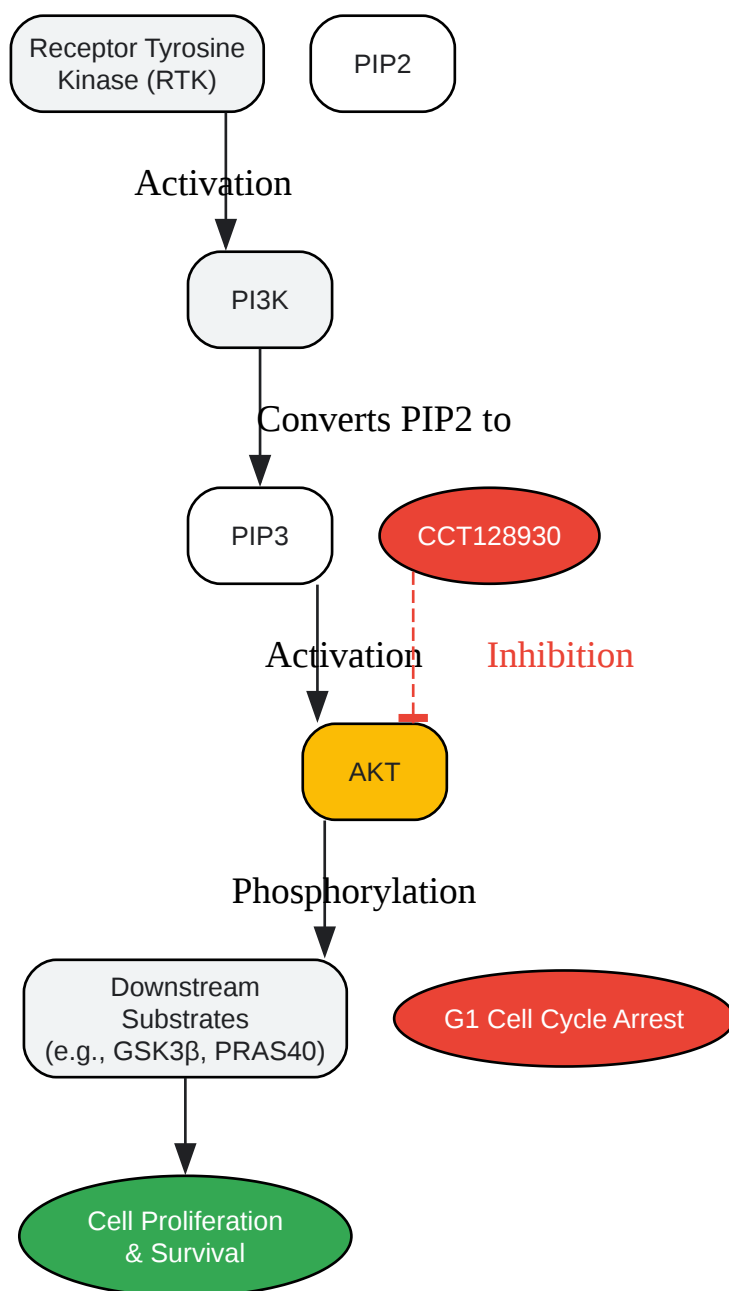 Receptor Tyrosine
Kinase (RTK)
PIP2
Activation
PI3K
Converts PIP2 to
PIP3
CCT128930
Activation
Inhibition
AKT
Phosphorylation
Downstream
Substrates
(e.g., GSK3β, PRAS40)
G1 Cell Cycle Arrest
Cell Proliferation
& Survival